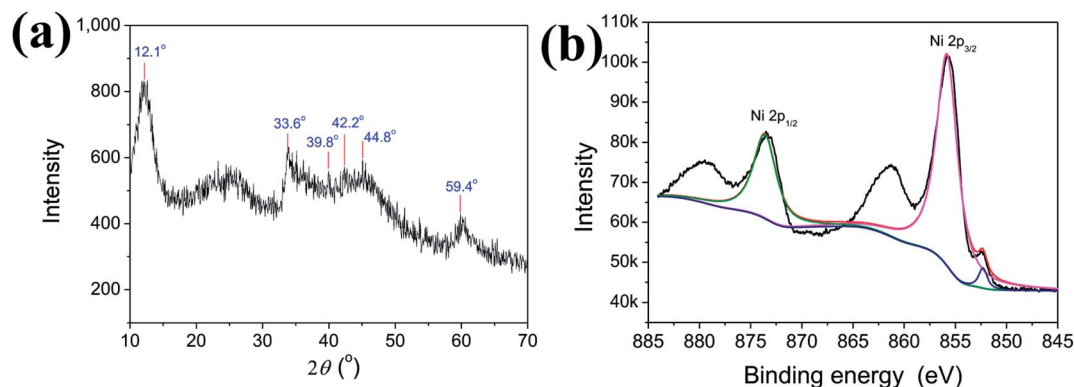 (a)
1,000
800
600
400
200
Intensity
12.1°
33.6°
39.8°
42.2°
44.8°
59.4°
10 20 30 40 50 60 70
2θ (°)
(b)
110k
100k
90k
80k
70k
60k
50k
40k
Intensity
Ni 2p1/2
Ni 2p3/2
885 880 875 870 865 860 855 850 845
Binding energy (eV)